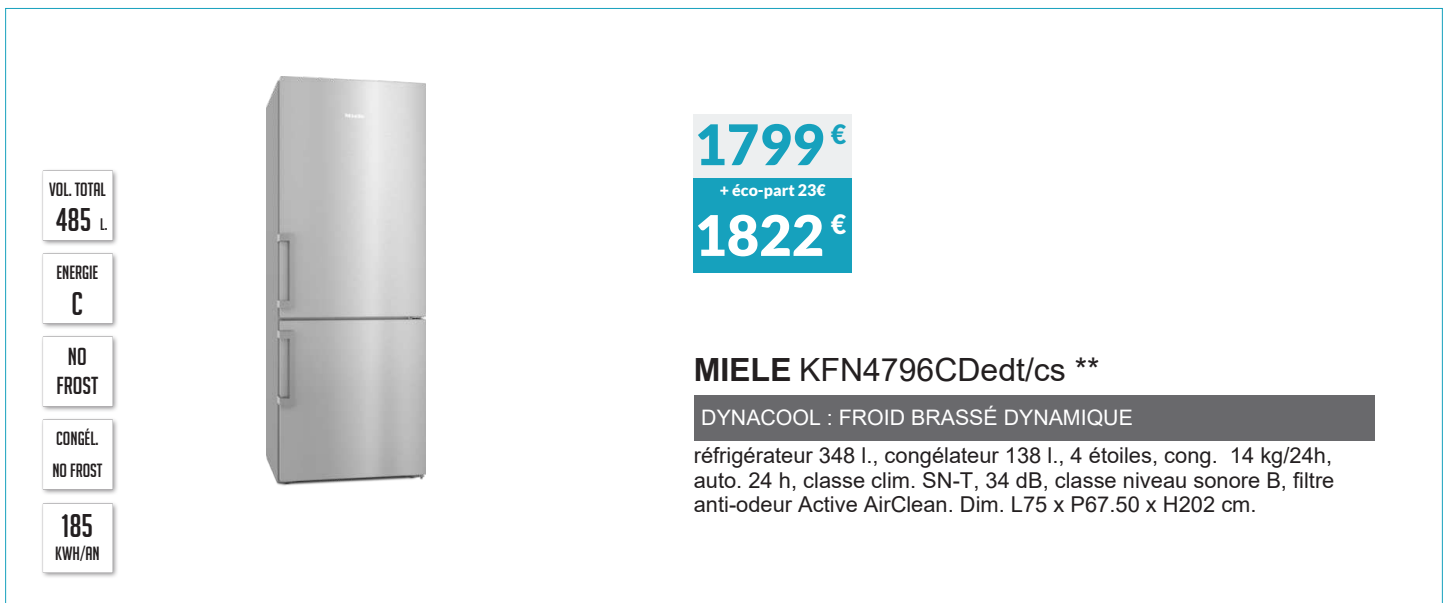 VOL. TOTAL
485 L.
ENERGIE
C
NO
FROST
CONGÉL.
NO FROST
185
KWH/AN
Miele
1799 €
+ éco-part 23€
1822 €
MIELE KFN4796CDedt/cs **
DYNACOOL : FROID BRASSÉ DYNAMIQUE
réfrigérateur 348 l., congélateur 138 l., 4 étoiles, cong. 14 kg/24h,
auto. 24 h, classe clim. SN-T, 34 dB, classe niveau sonore B, filtre
anti-odeur Active AirClean. Dim. L75 x P67.50 x H202 cm.